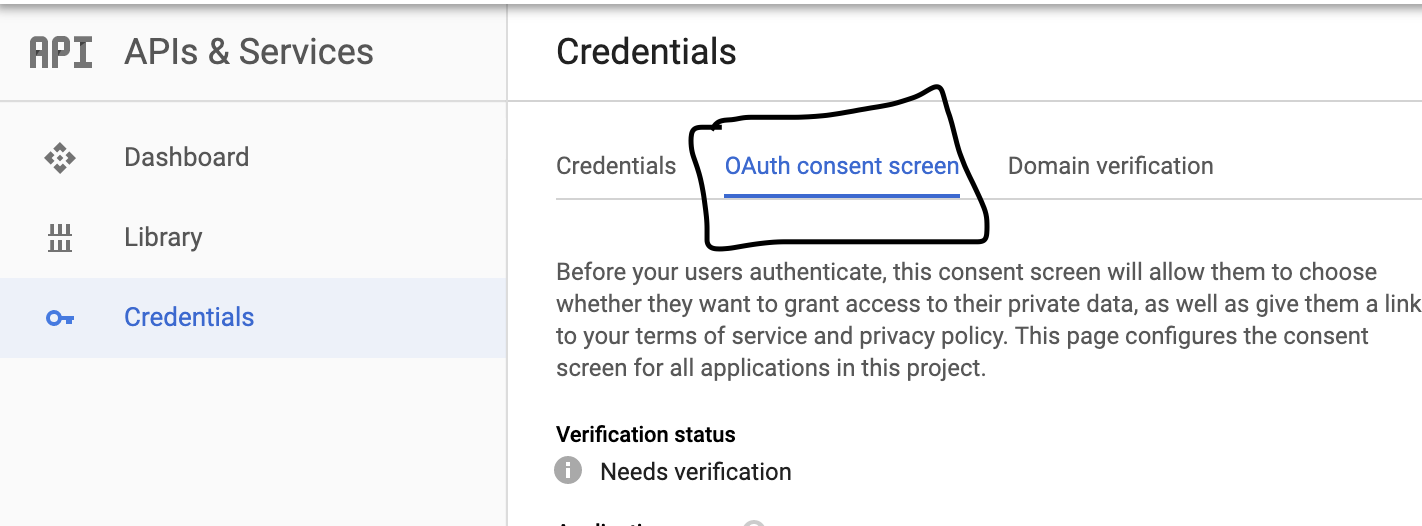 API APIs & Services
Credentials
Dashboard
Library
Credentials
Credentials OAuth consent screen Domain verification
Before your users authenticate, this consent screen will allow them to choose
whether they want to grant access to their private data, as well as give them a link
to your terms of service and privacy policy. This page configures the consent
screen for all applications in this project.
Verification status
Needs verification